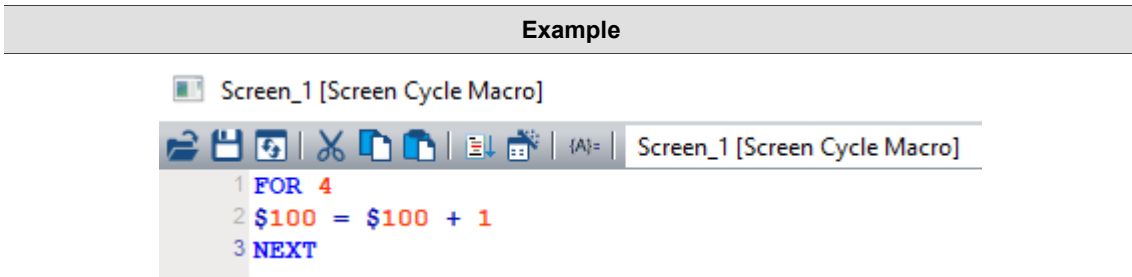 Example
Screen_1 [Screen Cycle Macro]
{A}= Screen_1 [Screen Cycle Macro]
1 FOR 4
2 $100 = $100 + 1
3 NEXT